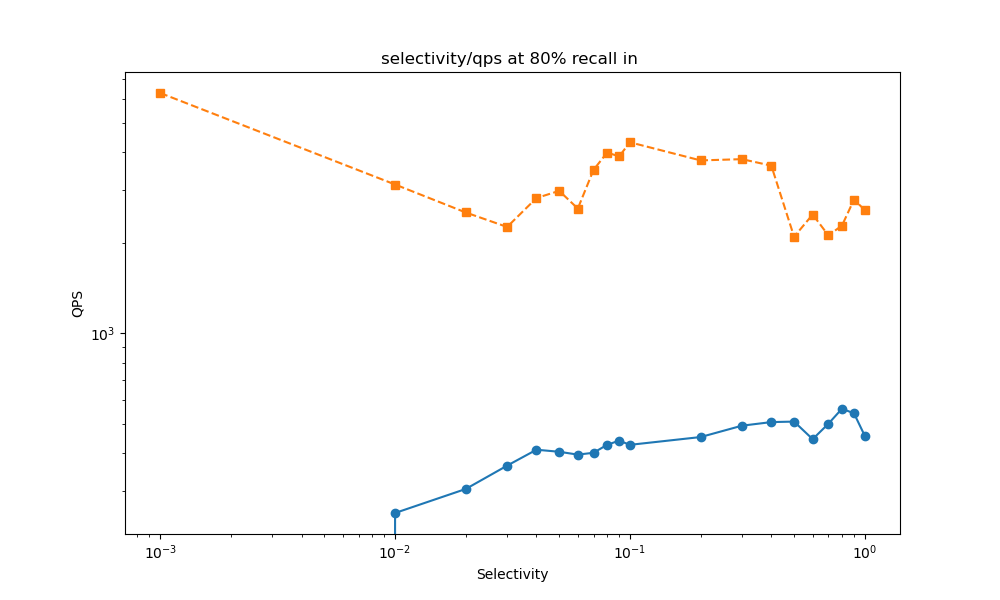 selectivity/qps at 80% recall in
QPS
10³
10⁻³ 10⁻² 10⁻¹ 10⁰
Selectivity